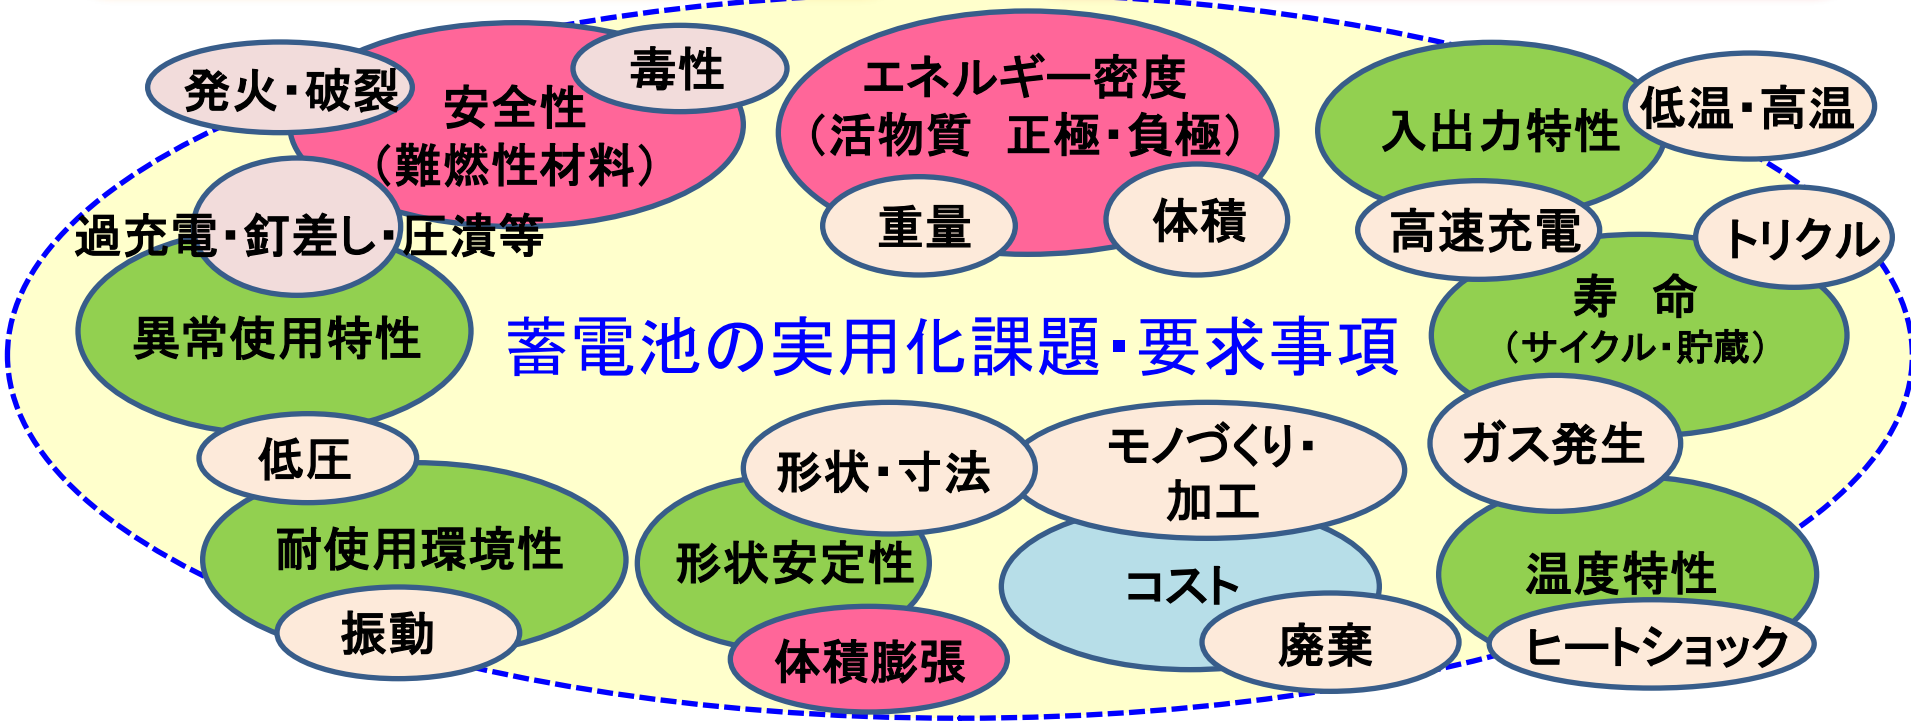 発火・破裂
毒性
安全性
（難燃性材料）
過充電・釘差し・圧潰等
異常使用特性
エネルギー密度
（活物質　正極・負極）
重量
体積
入出力特性
低温・高温
高速充電
トリクル
寿　命
（サイクル・貯蔵）
蓄電池の実用化課題・要求事項
ガス発生
低圧
耐使用環境性
振動
形状・寸法
形状安定性
体積膨張
モノづくり・
加工
コスト
廃棄
温度特性
ヒートショック